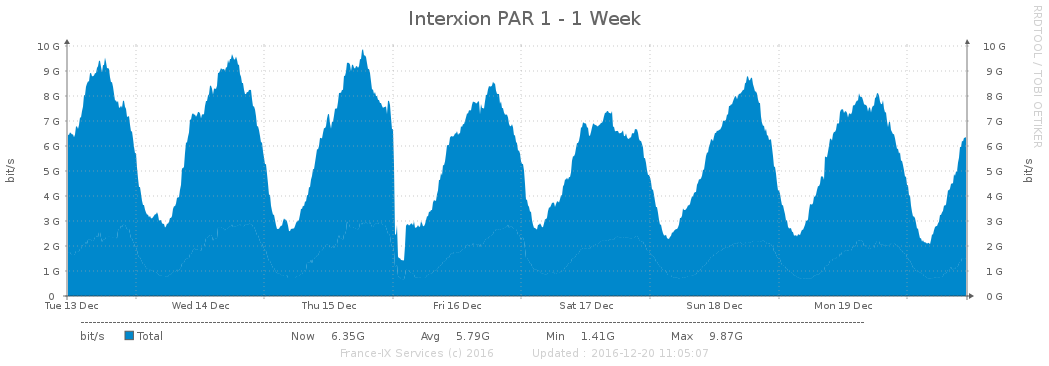 Interxion PAR 1 - 1 Week
RRDTOOL / TOBI OETIKER
bit/s
bit/s
10 G 10 G
9 G 9 G
8 G 8 G
7 G 7 G
6 G 6 G
5 G 5 G
4 G 4 G
3 G 3 G
2 G 2 G
1 G 1 G
0 0 G
Tue 13 Dec Wed 14 Dec Thu 15 Dec Fri 16 Dec Sat 17 Dec Sun 18 Dec Mon 19 Dec
bit/s Total Now 6.35G Avg 5.79G Min 1.41G Max 9.87G
France-IX Services (c) 2016 Updated : 2016-12-20 11:05:07